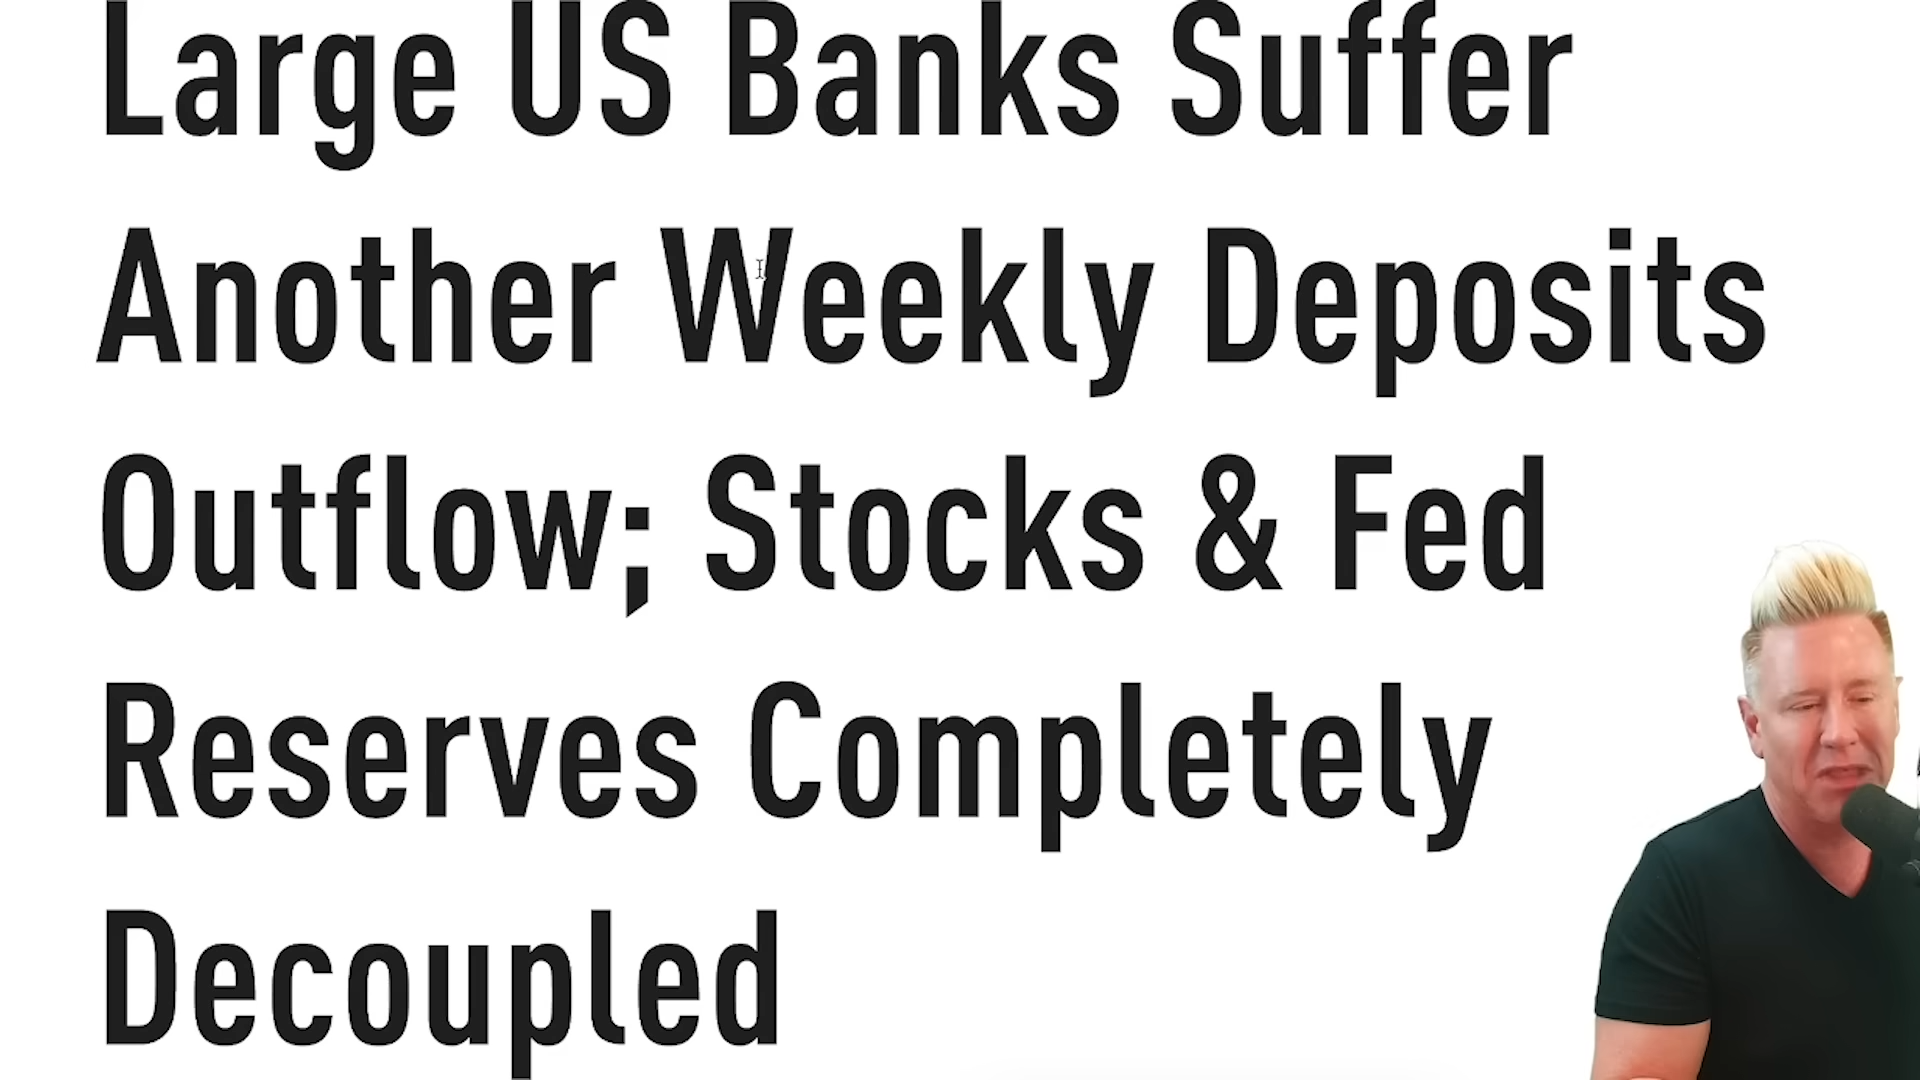 Large US Banks Suffer
Another Weekly Deposits
Outflow; Stocks & Fed
Reserves Completely
Decoupled